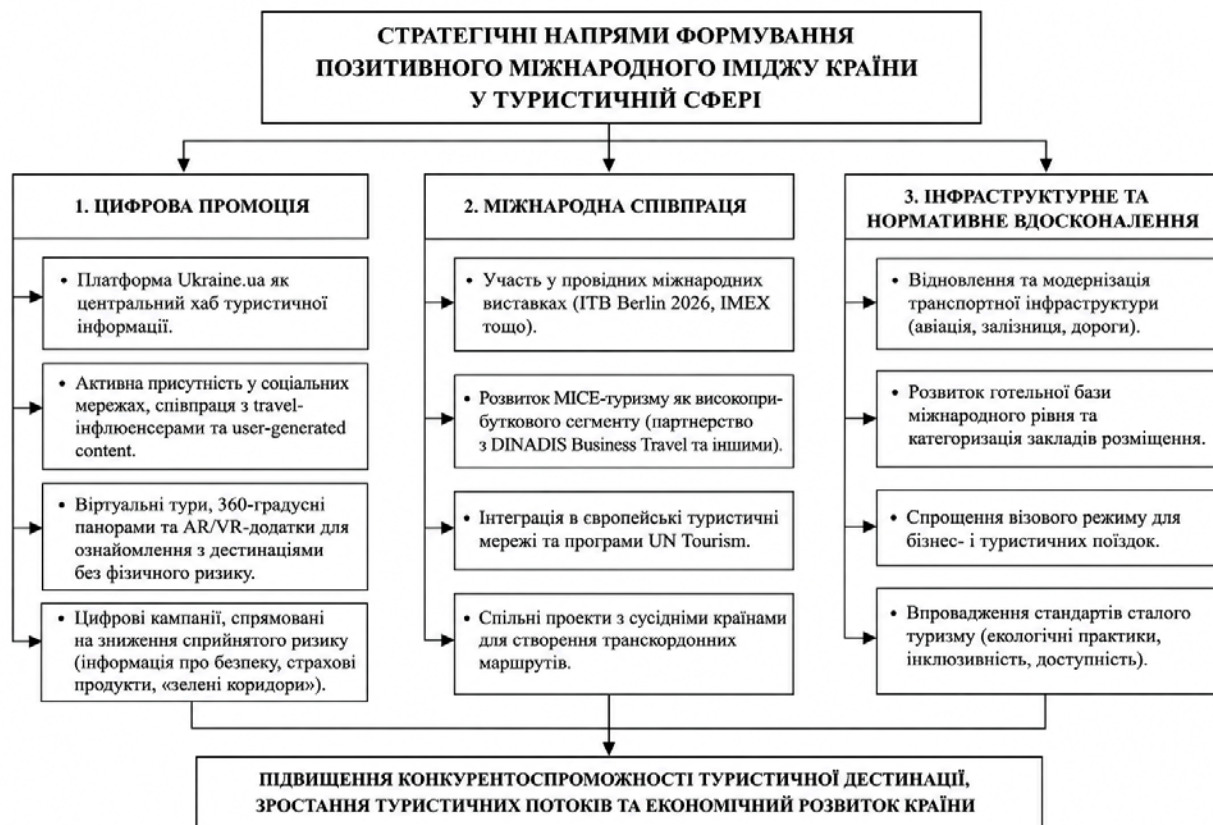 СТРАТЕГІЧНІ НАПРЯМИ ФОРМУВАННЯ
ПОЗИТИВНОГО МІЖНАРОДНОГО ІМІДЖУ КРАЇНИ
У ТУРИСТИЧНІЙ СФЕРІ
1. ЦИФРОВА ПРОМОЦІЯ
• Платформа Ukraine.ua як
центральний хаб туристичної
інформації.
• Активна присутність у соціальних
мережах, співпраця з travel-
інфлюєнсерами та user-generated
content.
• Віртуальні тури, 360-градусні
панорами та AR/VR-додатки для
ознайомлення з дестинаціями
без фізичного ризику.
• Цифрові кампанії, спрямовані
на зниження сприйнятого ризику
(інформація про безпеку, страхові
продукти, «зелені коридори»).
2. МІЖНАРОДНА СПІВПРАЦЯ
• Участь у провідних міжнародних
виставках (ITB Berlin 2026, IMEX
тощо).
• Розвиток MICE-туризму як високопри-
буткового сегменту (партнерство
з DINADIS Business Travel та іншими).
• Інтеграція в європейські туристичні
мережі та програми UN Tourism.
• Спільні проекти з сусідніми країнами
для створення транскордонних
маршрутів.
3. ІНФРАСТРУКТУРНЕ ТА
НОРМАТИВНЕ ВДОСКОНАЛЕННЯ
• Відновлення та модернізація
транспортної інфраструктури
(авіація, залізниця, дороги).
• Розвиток готельної бази
міжнародного рівня та
категоризація закладів розміщення.
• Спрощення візового режиму для
бізнес- і туристичних поїздок.
• Впровадження стандартів сталого
туризму (екологічні практики,
інклюзивність, доступність).
ПІДВИЩЕННЯ КОНКУРЕНТОСПРОМОЖНОСТІ ТУРИСТИЧНОЇ ДЕСТИНАЦІЇ,
ЗРОСТАННЯ ТУРИСТИЧНИХ ПОТОКІВ ТА ЕКОНОМІЧНИЙ РОЗВИТОК КРАЇНИ